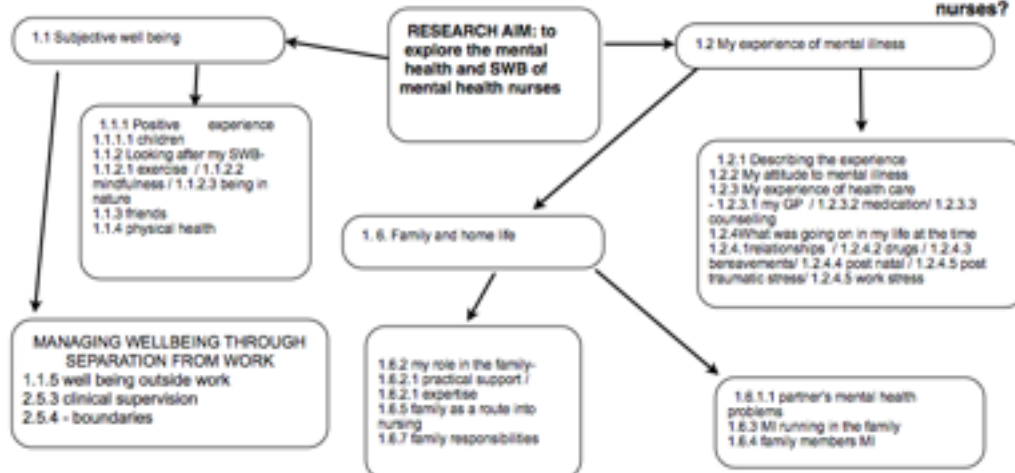 nurses?
1.1 Subjective well being
RESEARCH AIM: to
explore the mental
health and SWB of
mental health nurses
1.2 My experience of mental illness
1.1.1 Positive experience
1.1.1.1 children
1.1.2 Looking after my SWB-
1.1.2.1 exercise / 1.1.2.2
mindfulness / 1.1.2.3 being in
nature
1.1.3 friends
1.1.4 physical health
1.2.1 Describing the experience
1.2.2 My attitude to mental illness
1.2.3 My experience of health care
- 1.2.3.1 my GP / 1.2.3.2 medication/ 1.2.3.3
counselling
1.2.4What was going on in my life at the time
1.2.4.1relationships / 1.2.4.2 drugs / 1.2.4.3
bereavements/ 1.2.4.4 post natal / 1.2.4.5 post
traumatic stress/ 1.2.4.5 work stress
1. 6. Family and home life
MANAGING WELLBEING THROUGH
SEPARATION FROM WORK
1.1.5 well being outside work
2.5.3 clinical supervision
2.5.4 - boundaries
1.6.2 my role in the family-
1.6.2.1 practical support /
1.6.2.1 expertise
1.6.5 family as a route into
nursing
1.6.7 family responsibilities
1.6.1.1 partner's mental health
problems
1.6.3 MI running in the family
1.6.4 family members MI